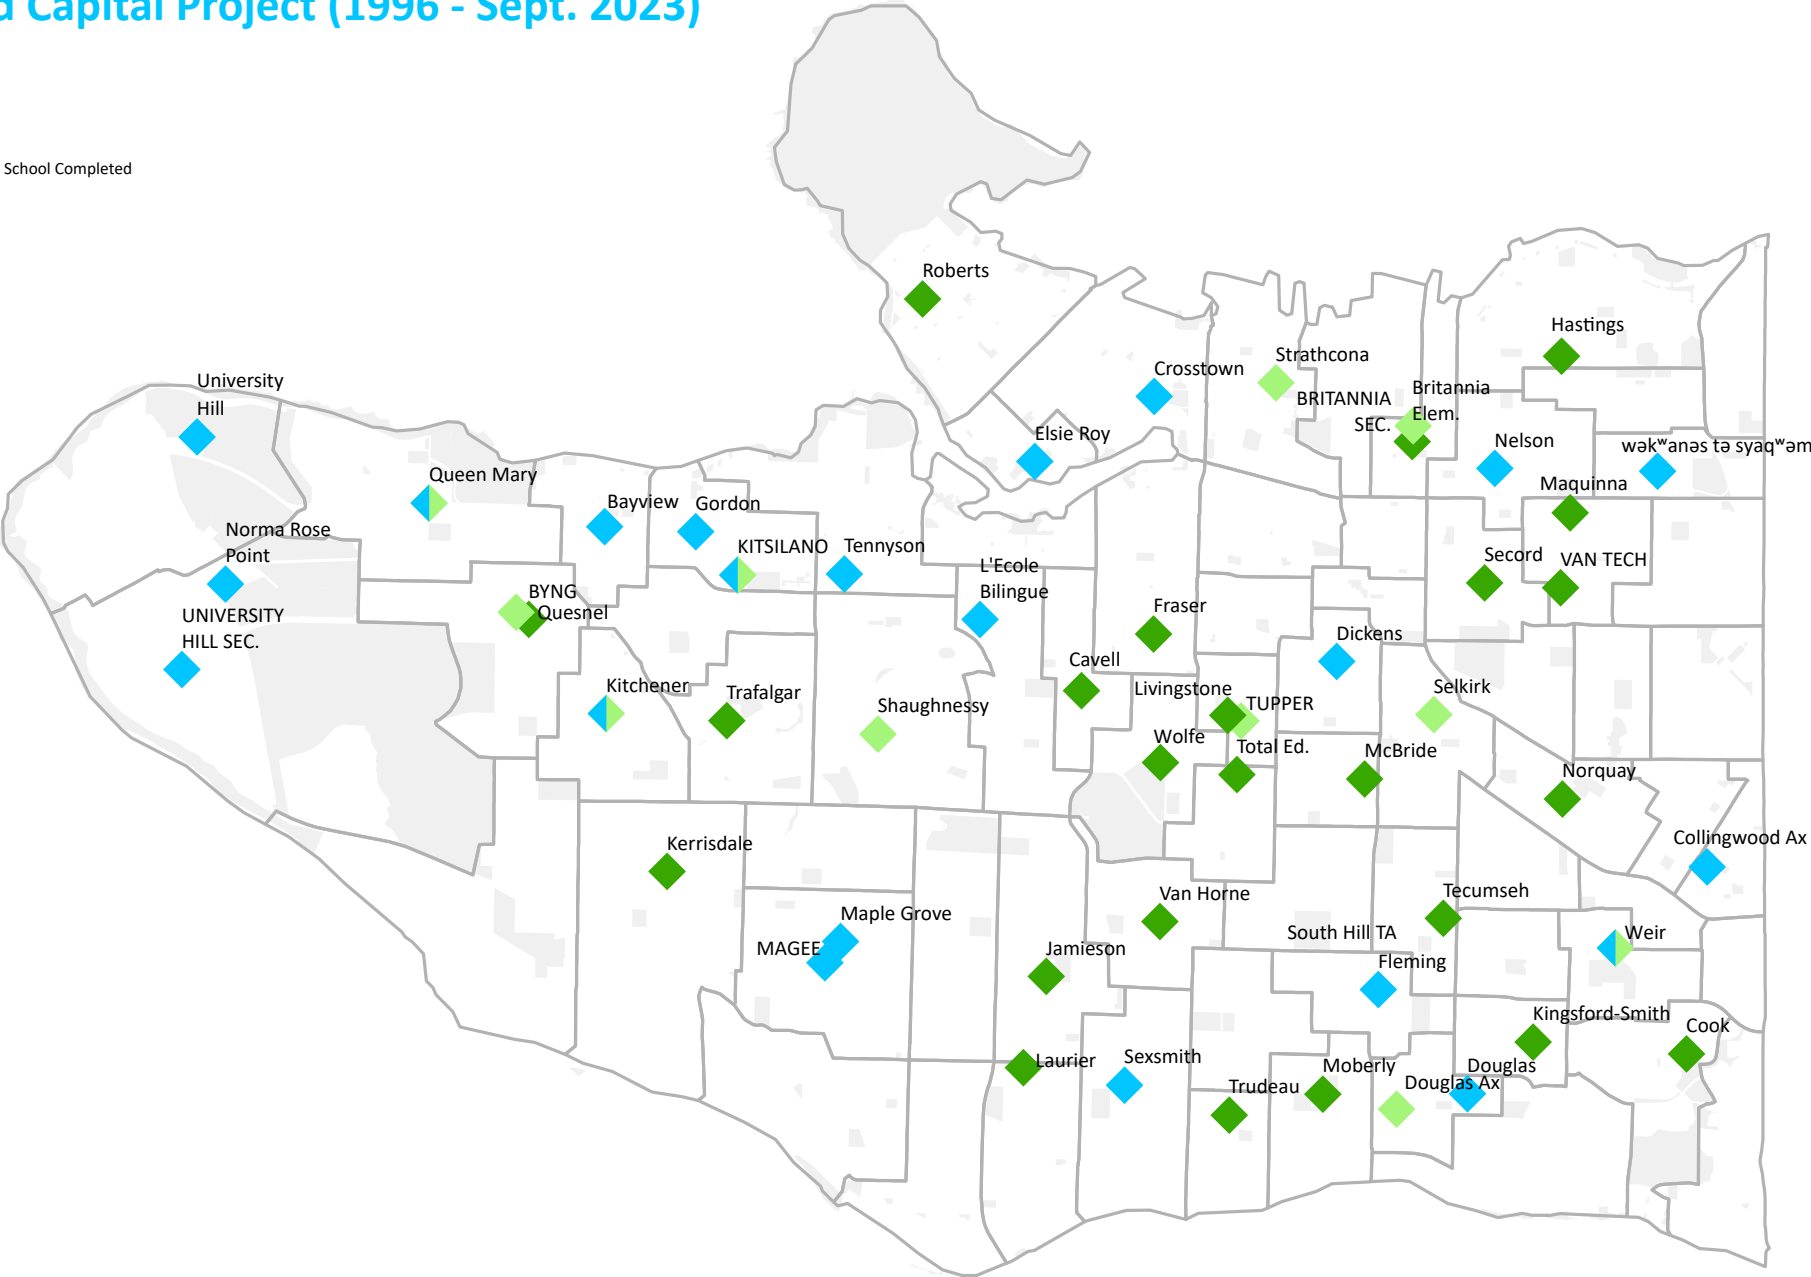 d Capital Project (1996 - Sept. 2023)
School Completed
Roberts
Hastings
Strathcona
Crosstown
University
Hill
Britannia
Elem.
BRITANNIA
SEC.
Elsie Roy
Nelson
wəkʷanəs tə syaqʷəm
Queen Mary
Maquinna
Bayview
Gordon
Norma Rose
Point
KITSILANO
Tennyson
L'Ecole
Bilingue
Secord
VAN TECH
BYNG
Quesnel
Fraser
UNIVERSITY
HILL SEC.
Dickens
Cavell
Kitchener
Trafalgar
Livingstone
Selkirk
Shaughnessy
TUPPER
Wolfe
Total Ed.
McBride
Norquay
Collingwood Ax
Kerrisdale
Van Horne
Tecumseh
Maple Grove
MAGEE
South Hill TA
Weir
Jamieson
Fleming
Kingsford-Smith
Cook
Laurier
Sexsmith
Moberly
Douglas
Trudeau
Douglas Ax